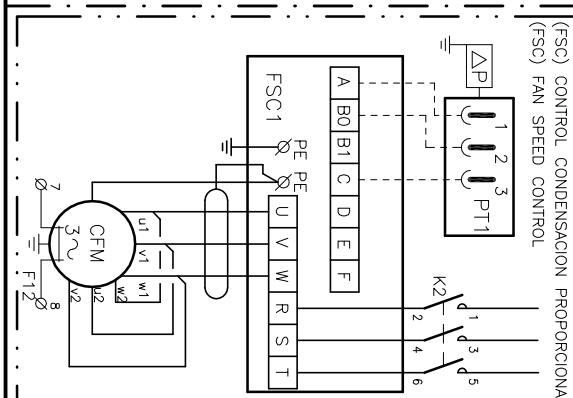 (FSC) CONTROL CONDENSACION PROPORCIONA
(FSC) FAN SPEED CONTROL
ΔP
1
2
3
PT1
FSC1
A
B0
B1
C
D
E
F
PE
PE
U
V
W
R
S
T
K2
1
2
3
4
5
6
CFM
3~
u1
v1
w1
w2
u2
v2
7
8
F12